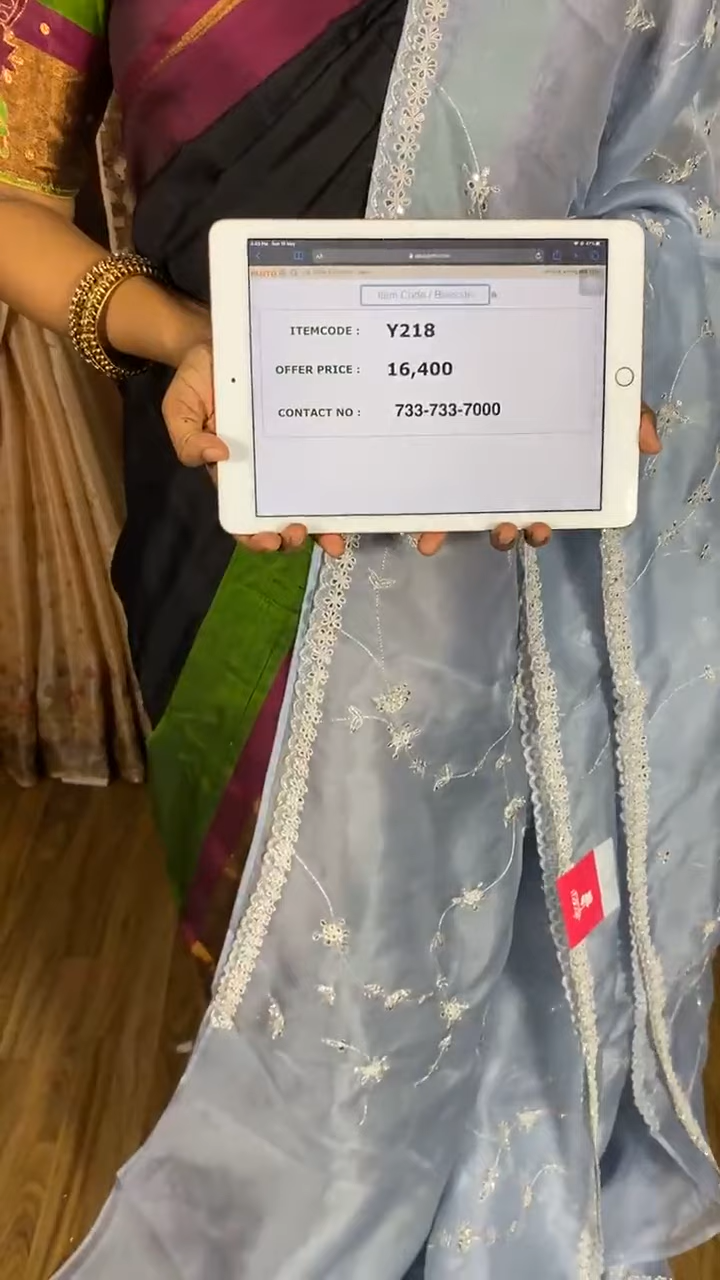 Item Code / Barcode
ITEMCODE : Y218
OFFER PRICE : 16,400
CONTACT NO : 733-733-7000